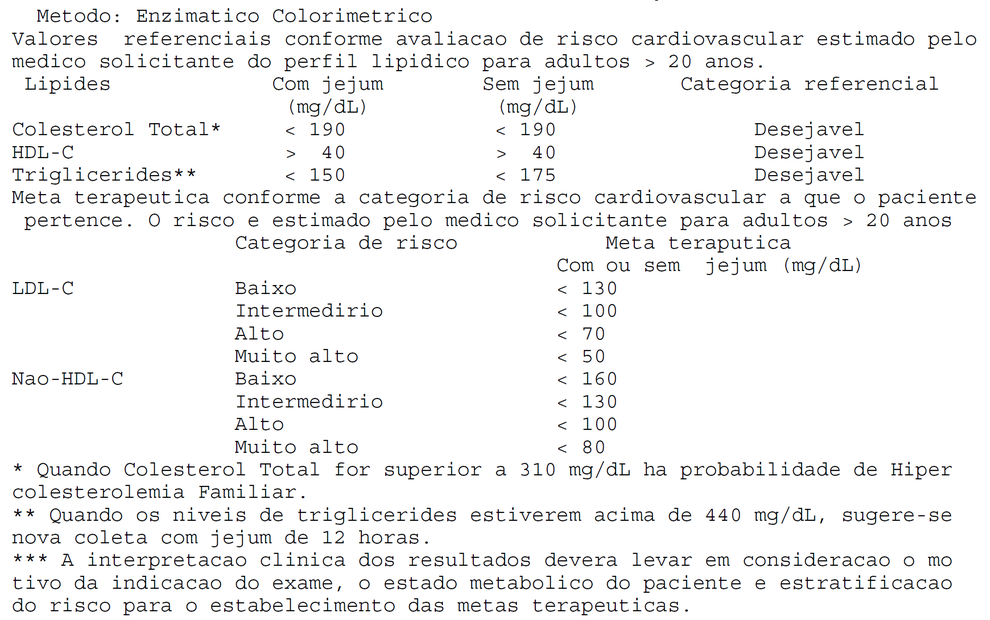 Metodo: Enzimatico Colorimetrico
Valores referenciais conforme avaliacao de risco cardiovascular estimado pelo
medico solicitante do perfil lipidico para adultos > 20 anos.
Lipides Com jejum Sem jejum Categoria referencial
(mg/dL) (mg/dL)
Colesterol Total* < 190 < 190 Desejavel
HDL-C > 40 > 40 Desejavel
Triglicerides** < 150 < 175 Desejavel
Meta terapeutica conforme a categoria de risco cardiovascular a que o paciente
pertence. O risco e estimado pelo medico solicitante para adultos > 20 anos
Categoria de risco Meta teraputica
Com ou sem jejum (mg/dL)
LDL-C Baixo < 130
Intermedirio < 100
Alto < 70
Muito alto < 50
Nao-HDL-C Baixo < 160
Intermedirio < 130
Alto < 100
Muito alto < 80
* Quando Colesterol Total for superior a 310 mg/dL ha probabilidade de Hiper
colesterolemia Familiar.
** Quando os niveis de triglicerides estiverem acima de 440 mg/dL, sugere-se
nova coleta com jejum de 12 horas.
*** A interpretacao clinica dos resultados devera levar em consideracao o mo
tivo da indicacao do exame, o estado metabolico do paciente e estratificacao
do risco para o estabelecimento das metas terapeuticas.